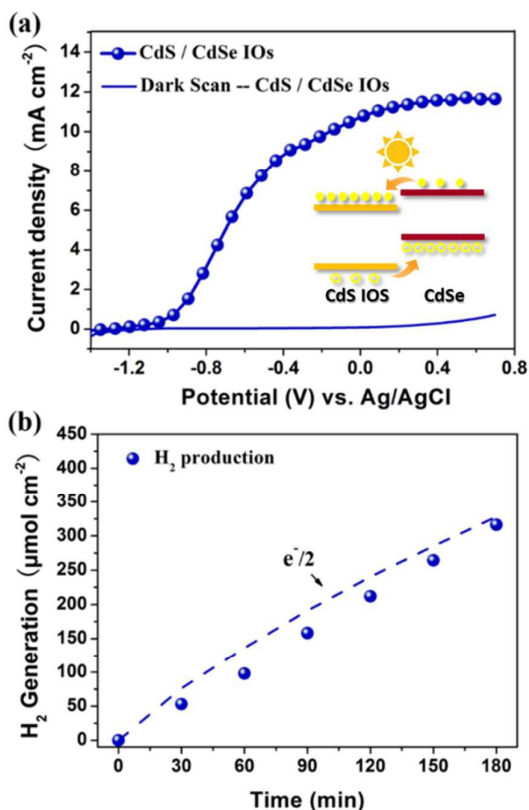 (a)
CdS / CdSe IOs
Dark Scan -- CdS / CdSe IOs
Current density (mA cm⁻²)
14
12
10
8
6
4
2
0
CdS IOS CdSe
-1.2 -0.8 -0.4 0.0 0.4 0.8
Potential (V) vs. Ag/AgCl
(b)
H₂ production
e⁻/2
H₂ Generation (μmol cm⁻²)
450
400
350
300
250
200
150
100
50
0
0 30 60 90 120 150 180
Time (min)